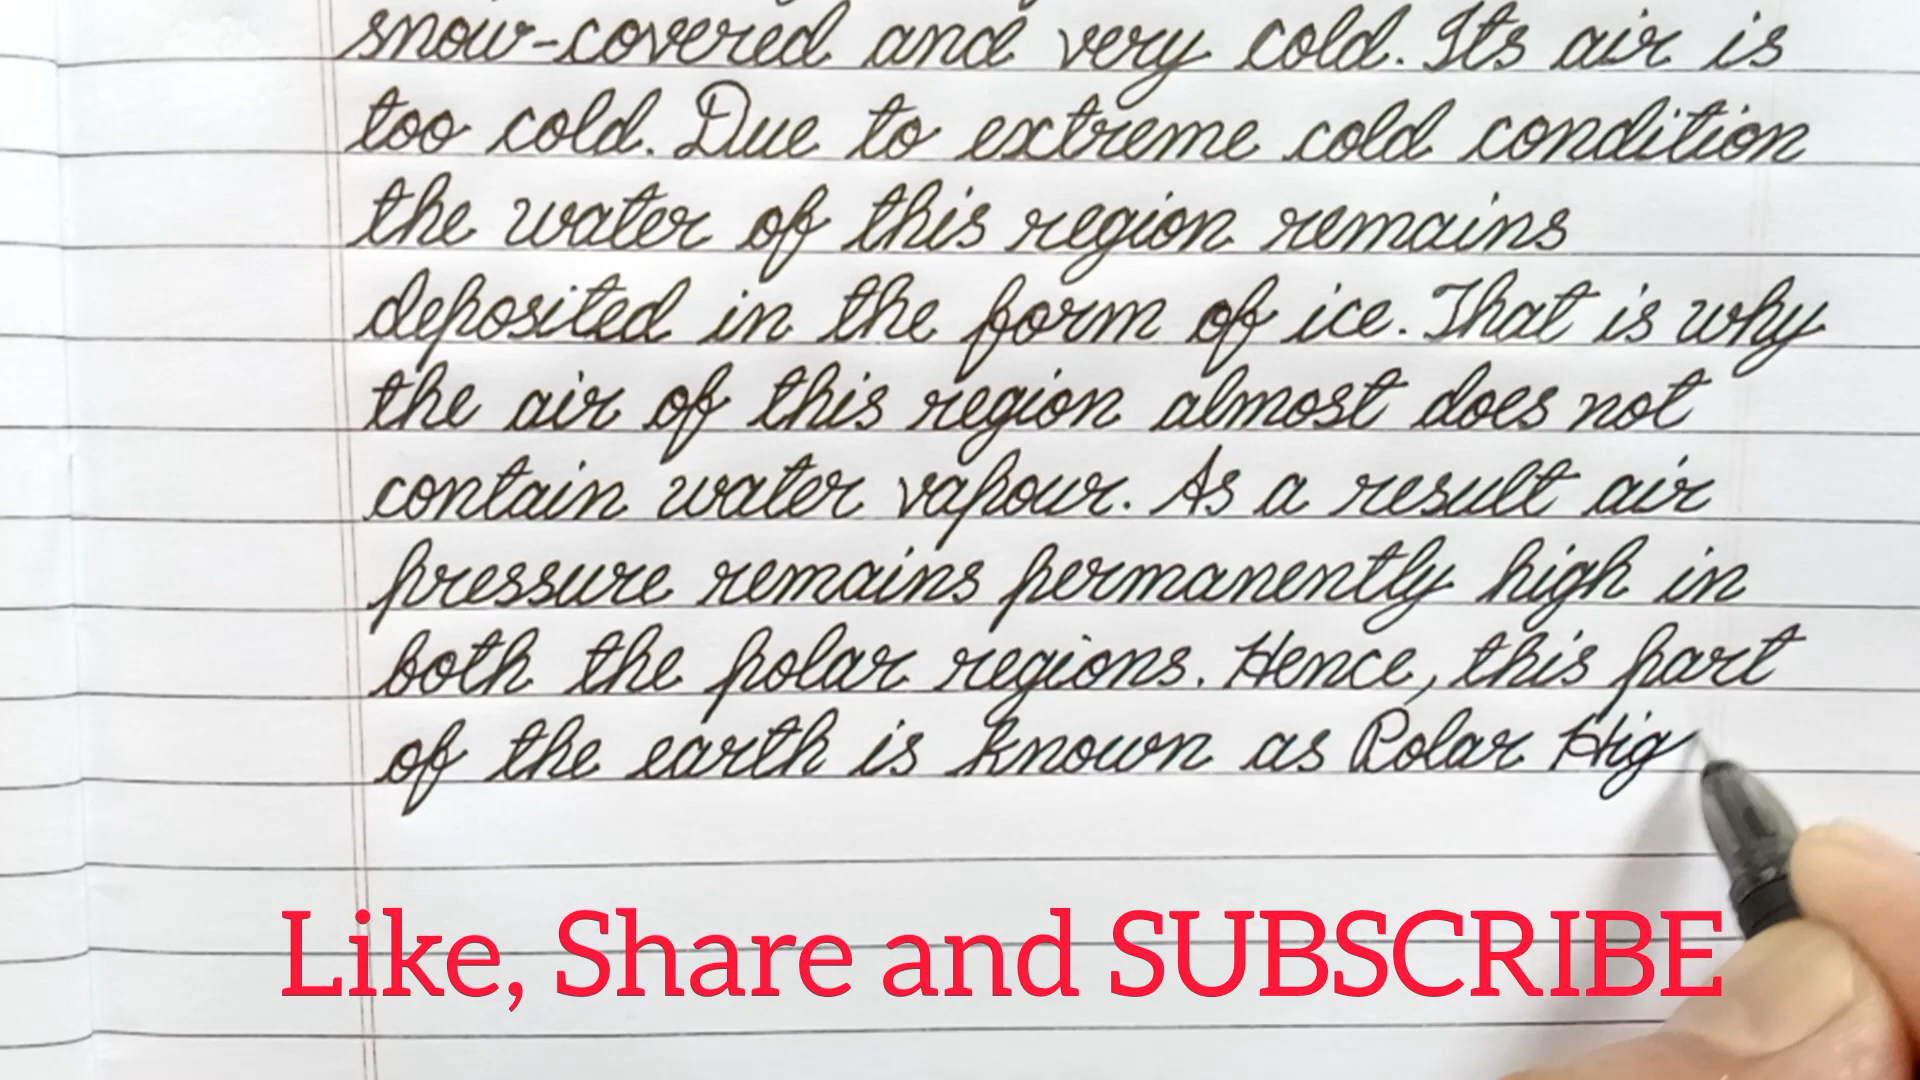 snow-covered and very cold. Its air is
too cold. Due to extreme cold condition
the water of this region remains
deposited in the form of ice. That is why
the air of this region almost does not
contain water vapour. As a result air
pressure remains permanently high in
both the polar regions. Hence, this part
of the earth is known as Polar Hig
Like, Share and SUBSCRIBE